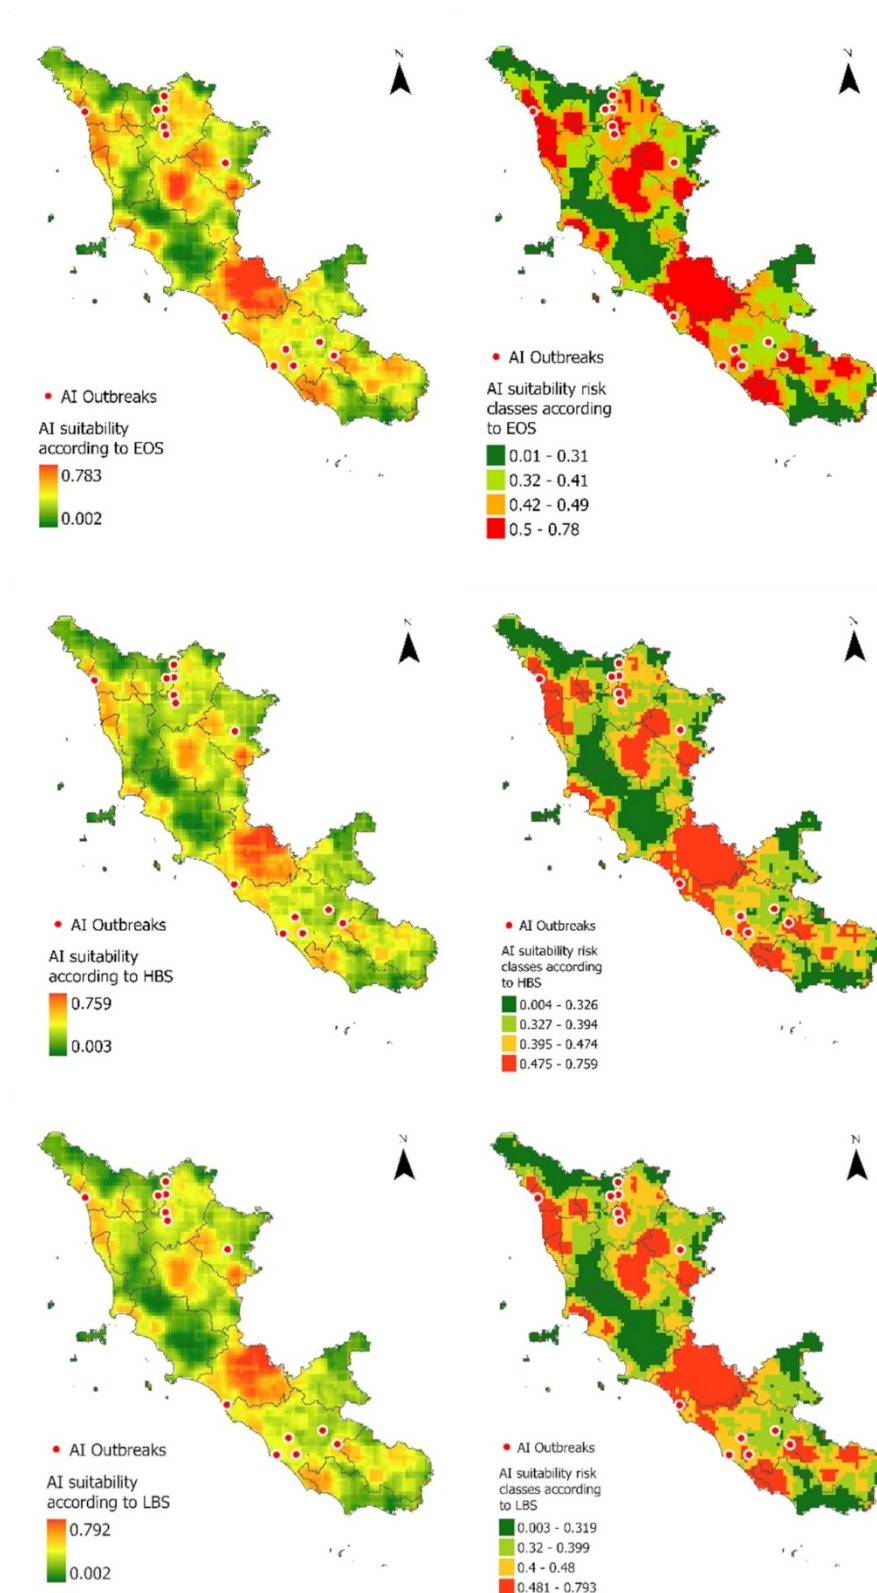 N
N
AI Outbreaks
AI suitability
according to EOS
0.783
0.002
AI Outbreaks
AI suitability risk
classes according
to EOS
0.01 - 0.31
0.32 - 0.41
0.42 - 0.49
0.5 - 0.78
N
N
AI Outbreaks
AI suitability
according to HBS
0.759
0.003
AI Outbreaks
AI suitability risk
classes according
to HBS
0.004 - 0.326
0.327 - 0.394
0.395 - 0.474
0.475 - 0.759
N
N
AI Outbreaks
AI suitability
according to LBS
0.792
0.002
AI Outbreaks
AI suitability risk
classes according
to LBS
0.003 - 0.319
0.32 - 0.399
0.4 - 0.48
0.481 - 0.793